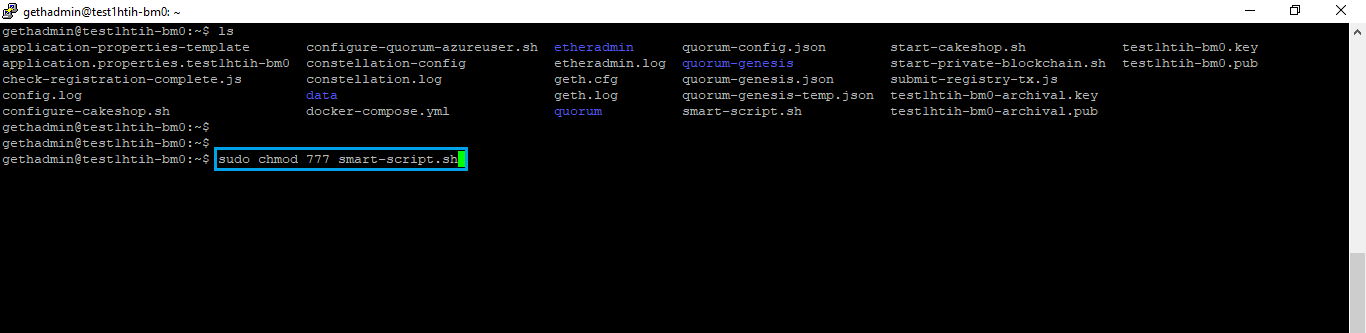 gethadmin@test1htih-bm0: ~
gethadmin@test1htih-bm0:~$ ls
application-properties-template configure-quorum-azureuser.sh etheradmin quorum-config.json start-cakeshop.sh test1htih-bm0.key
application.properties.test1htih-bm0 constellation-config etheradmin.log quorum-genesis start-private-blockchain.sh test1htih-bm0.pub
check-registration-complete.js constellation.log geth.cfg quorum-genesis.json submit-registry-tx.js
config.log data geth.log quorum-genesis-temp.json test1htih-bm0-archival.key
configure-cakeshop.sh docker-compose.yml quorum smart-script.sh test1htih-bm0-archival.pub
gethadmin@test1htih-bm0:~$
gethadmin@test1htih-bm0:~$
gethadmin@test1htih-bm0:~$ sudo chmod 777 smart-script.sh